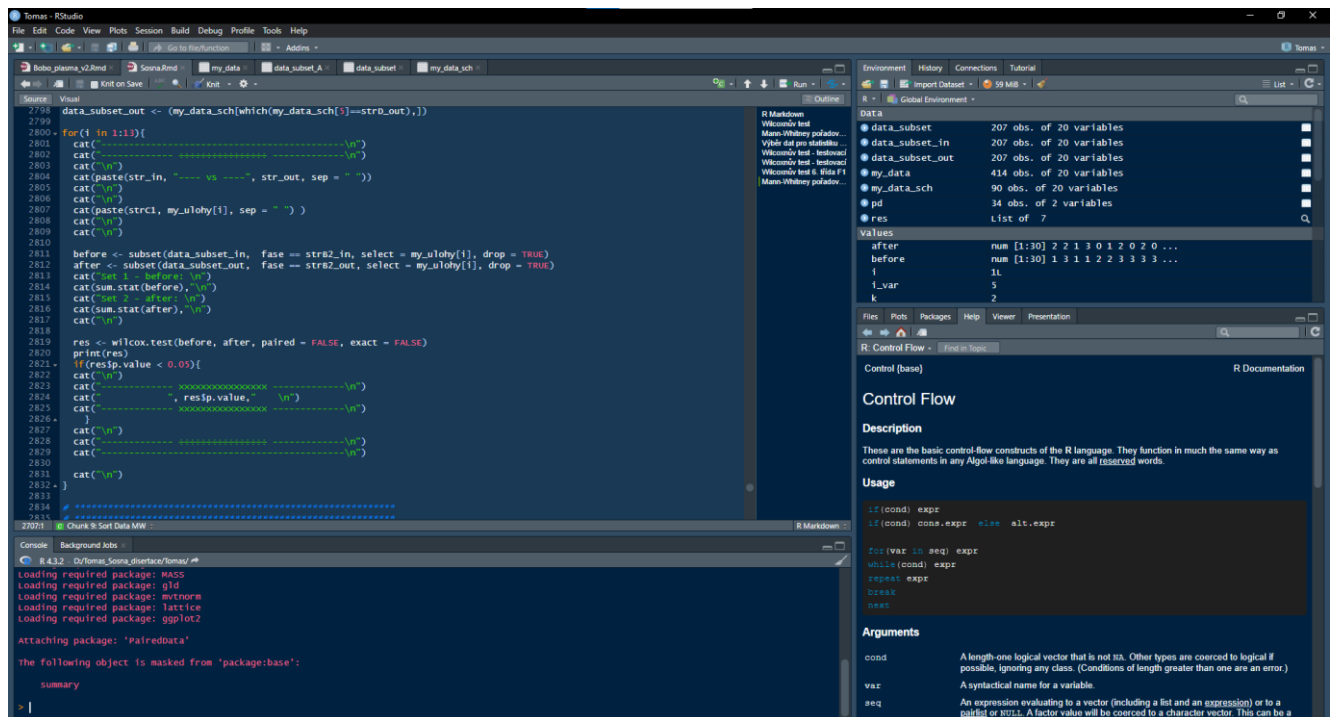 Tomas - RStudio
File Edit Code View Plots Session Build Debug Profile Tools Help
Go to file/function Addins
Tomas
Bobo_plasma_v2.Rmd Sosna.Rmd my_data data_subset_A data_subset my_data_sch
Knit on Save Knit Run
Source Visual Outline
2798 data_subset_out <- (my_data_sch[which(my_data_sch[5]==strD_out),])
2799
2800 for(i in 1:13){
2801 cat("--------------------------------------------\n")
2802 cat("------------- ++++++++++++++++ -------------\n")
2803 cat("\n")
2804 cat(paste(str_in, "---- vs ----", str_out, sep = " "))
2805 cat("\n")
2806 cat("\n")
2807 cat(paste(strC1, my_ulohy[i], sep = " ") )
2808 cat("\n")
2809 cat("\n")
2810
2811 before <- subset(data_subset_in, fase == strB2_in, select = my_ulohy[i], drop = TRUE)
2812 after <- subset(data_subset_out, fase == strB2_out, select = my_ulohy[i], drop = TRUE)
2813 cat("Set 1 - before: \n")
2814 cat(sum.stat(before),"\n")
2815 cat("Set 2 - after: \n")
2816 cat(sum.stat(after),"\n")
2817 cat("\n")
2818
2819 res <- wilcox.test(before, after, paired = FALSE, exact = FALSE)
2820 print(res)
2821 if(res$p.value < 0.05){
2822 cat("\n")
2823 cat("------------- xxxxxxxxxxxxxxxx -------------\n")
2824 cat(" ", res$p.value," \n")
2825 cat("------------- xxxxxxxxxxxxxxxx -------------\n")
2826 }
2827 cat("\n")
2828 cat("------------- ++++++++++++++++ -------------\n")
2829 cat("--------------------------------------------\n")
2830
2831 cat("\n")
2832 }
2833
2834 # **********************************************************
2835 # **********************************************************
R Markdown
Wilcoxnův test
Mann-Whitney pořadov...
Výběr dat pro statistiku ...
Wilcoxnův test - testovací
Wilcoxnův test - testovací
Wilcoxnův test 6. třída F1
Mann-Whitney pořadov...
2707:1 Chunk 9: Sort Data MW R Markdown
Console Background Jobs
R 4.3.2 · D:/Tomas_Sosna_disertace/Tomas/
Loading required package: MASS
Loading required package: gld
Loading required package: mvtnorm
Loading required package: lattice
Loading required package: ggplot2
Attaching package: 'PairedData'
The following object is masked from 'package:base':
summary
>
Environment History Connections Tutorial
Import Dataset 59 MiB List
R Global Environment
Data
data_subset 207 obs. of 20 variables
data_subset_in 207 obs. of 20 variables
data_subset_out 207 obs. of 20 variables
my_data 414 obs. of 20 variables
my_data_sch 90 obs. of 20 variables
pd 34 obs. of 2 variables
res List of 7
Values
after num [1:30] 2 2 1 3 0 1 2 0 2 0 ...
before num [1:30] 1 3 1 1 2 2 3 3 3 3 ...
i 1L
i_var 5
k 2
Files Plots Packages Help Viewer Presentation
R: Control Flow Find in Topic
Control {base} R Documentation
Control Flow
Description
These are the basic control-flow constructs of the R language. They function in much the same way as
control statements in any Algol-like language. They are all reserved words.
Usage
if(cond) expr
if(cond) cons.expr else alt.expr
for(var in seq) expr
while(cond) expr
repeat expr
break
next
Arguments
cond A length-one logical vector that is not NA. Other types are coerced to logical if
possible, ignoring any class. (Conditions of length greater than one are an error.)
var A syntactical name for a variable.
seq An expression evaluating to a vector (including a list and an expression) or to a
pairlist or NULL. A factor value will be coerced to a character vector. This can be a